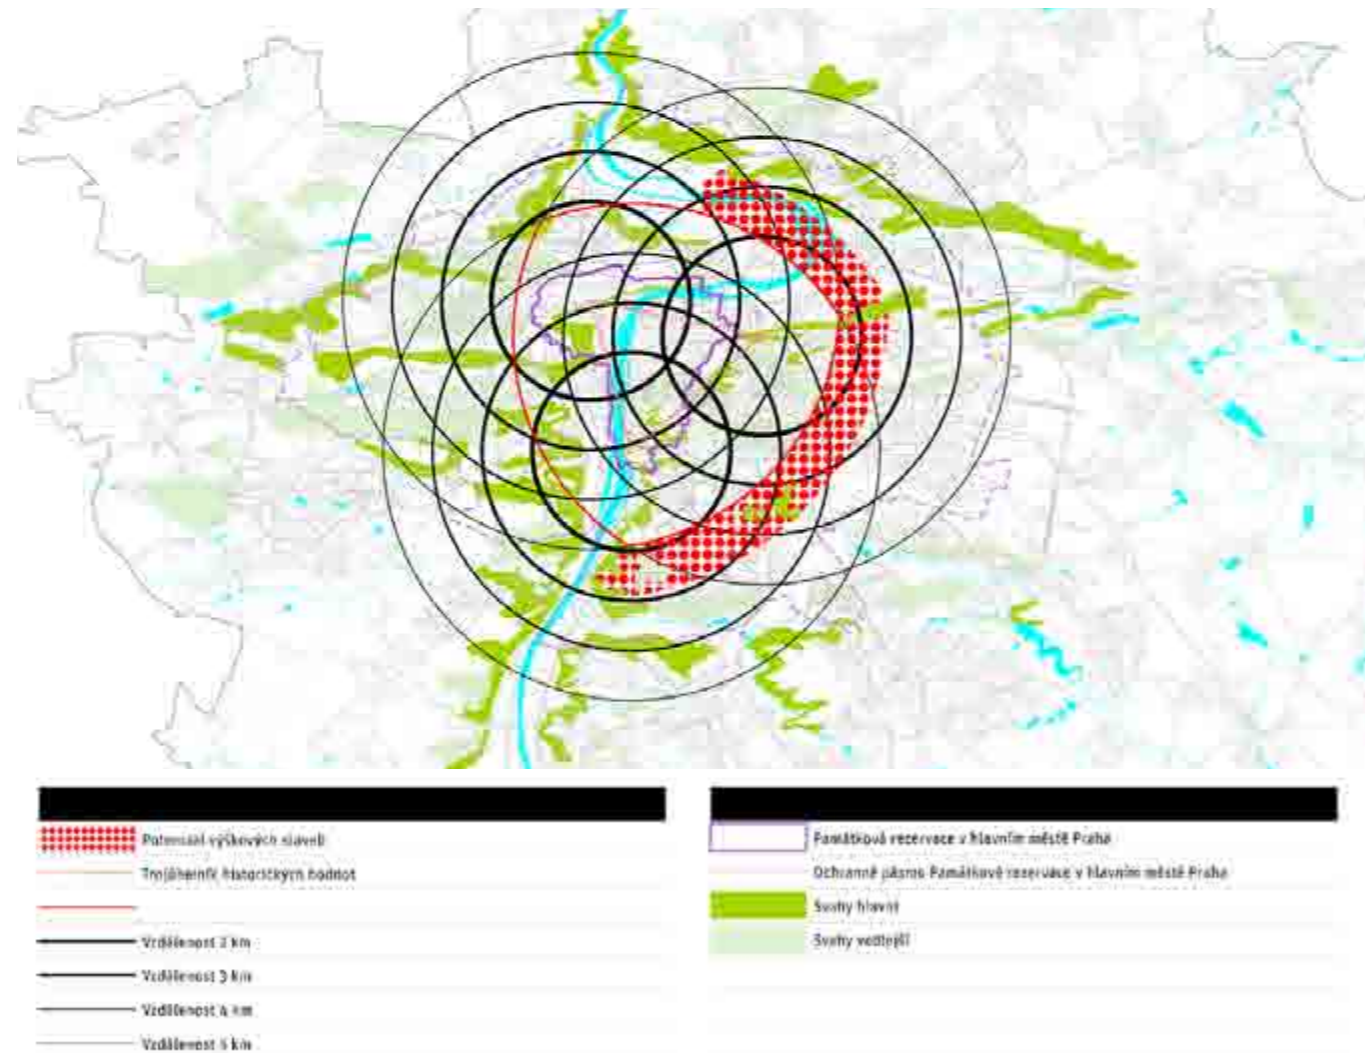 Potenciál výškových staveb
Trojúhelník historických hodnot
Vzdálenost 2 km
Vzdálenost 3 km
Vzdálenost 4 km
Vzdálenost 5 km
Památková rezervace v hlavním městě Praha
Ochranné pásmo Památkové rezervace v hlavním městě Praha
Svahy hlavní
Svahy vedlejší